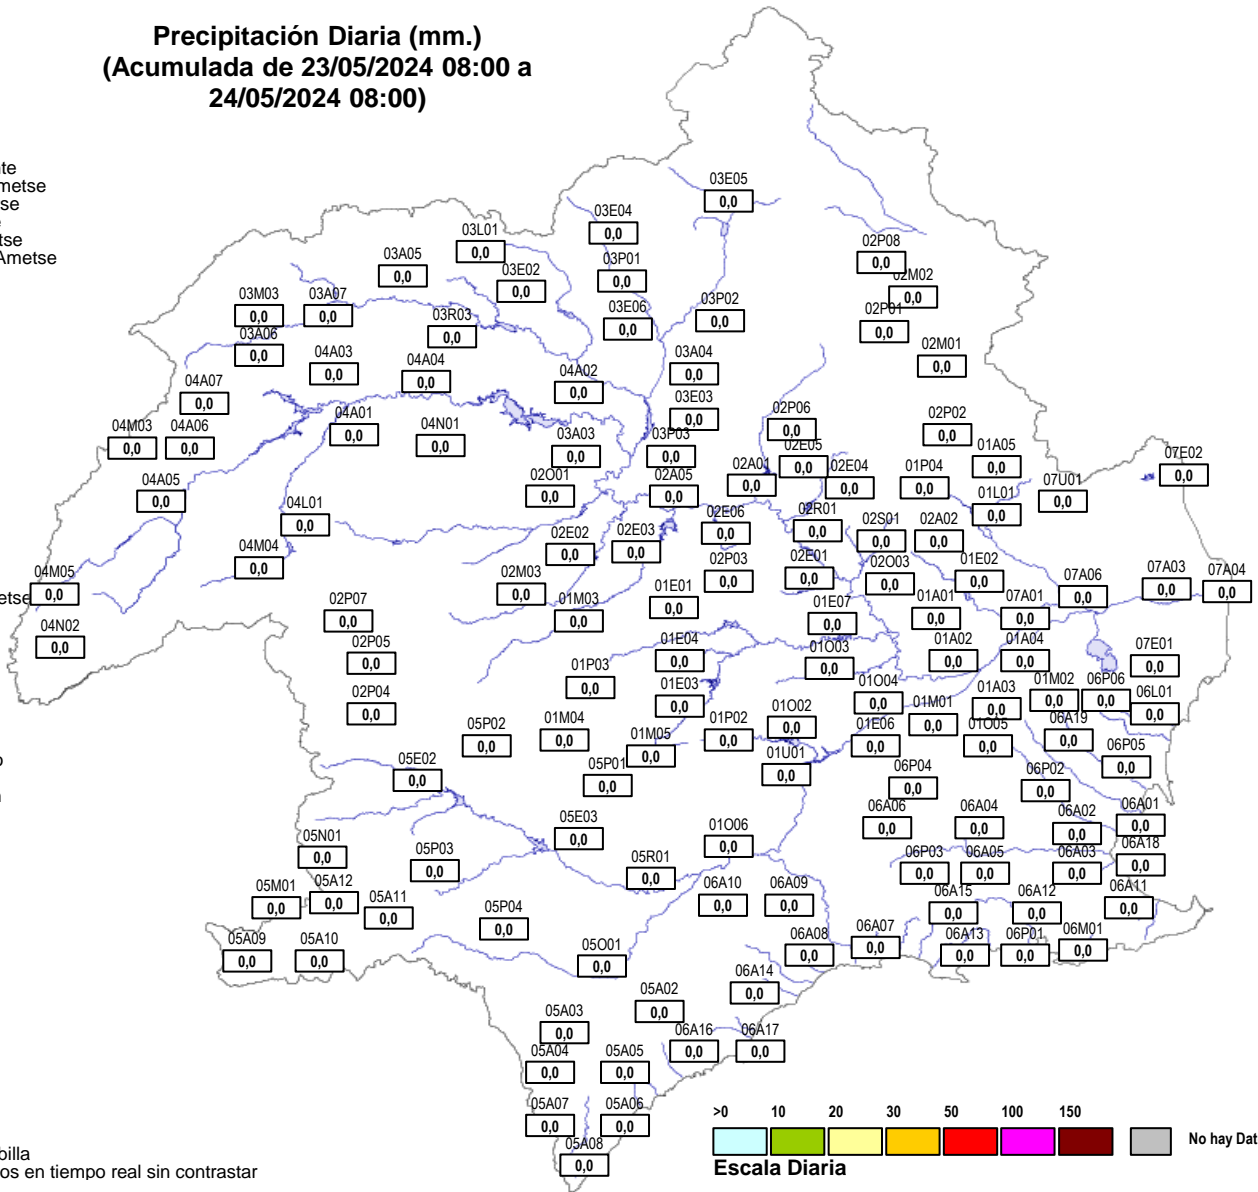 Precipitación Diaria (mm.)
(Acumulada de 23/05/2024 08:00 a
24/05/2024 08:00)
03E05
0,0
03E04
0,0
03L01
0,0
02P08
0,0
03A05
0,0
03P01
0,0
03E02
0,0
02M02
0,0
03M03
0,0
03A07
0,0
03P02
0,0
03E06
0,0
02P01
0,0
03R03
0,0
03A06
0,0
04A03
0,0
04A04
0,0
03A04
0,0
02M01
0,0
04A02
0,0
04A07
0,0
03E03
0,0
04A01
0,0
02P06
0,0
02P02
0,0
04M03
0,0
04A06
0,0
04N01
0,0
03A03
0,0
03P03
0,0
02E05
0,0
01A05
0,0
07E02
0,0
02A01
0,0
02E04
0,0
01P04
0,0
04A05
0,0
02O01
0,0
02A05
0,0
07U01
0,0
01L01
0,0
04L01
0,0
02E06
0,0
02R01
0,0
02S01
0,0
02A02
0,0
02E02
0,0
02E03
0,0
04M04
0,0
02P03
0,0
02E01
0,0
02O03
0,0
01E02
0,0
04M05
0,0
02M03
0,0
07A06
0,0
07A03
0,0
07A04
0,0
02P07
0,0
01M03
0,0
01E01
0,0
01E07
0,0
01A01
0,0
07A01
0,0
04N02
0,0
02P05
0,0
01E04
0,0
01O03
0,0
01A02
0,0
01A04
0,0
07E01
0,0
01P03
0,0
01E03
0,0
01O04
0,0
01A03
0,0
01M02
0,0
06P06
0,0
06L01
0,0
02P04
0,0
05P02
0,0
01M04
0,0
01M05
0,0
01P02
0,0
01O02
0,0
01E06
0,0
01M01
0,0
01O05
0,0
06A19
0,0
05E02
0,0
05P01
0,0
01U01
0,0
06P04
0,0
06P02
0,0
06P05
0,0
05E03
0,0
01O06
0,0
06A06
0,0
06A04
0,0
06A02
0,0
06A01
0,0
05N01
0,0
05P03
0,0
05R01
0,0
06P03
0,0
06A05
0,0
06A03
0,0
06A18
0,0
05M01
0,0
05A12
0,0
05A11
0,0
06A10
0,0
06A09
0,0
06A15
0,0
06A12
0,0
06A11
0,0
05P04
0,0
05A09
0,0
05A10
0,0
05O01
0,0
06A08
0,0
06A07
0,0
06A13
0,0
06P01
0,0
06M01
0,0
06A14
0,0
05A02
0,0
05A03
0,0
06A16
0,0
06A17
0,0
05A04
0,0
05A05
0,0
05A07
0,0
05A06
0,0
05A08
0,0
>0 10 20 30 50 100 150
No hay Dat
Escala Diaria
nte
metse
tse
Ametse
etse
billa
os en tiempo real sin contrastar